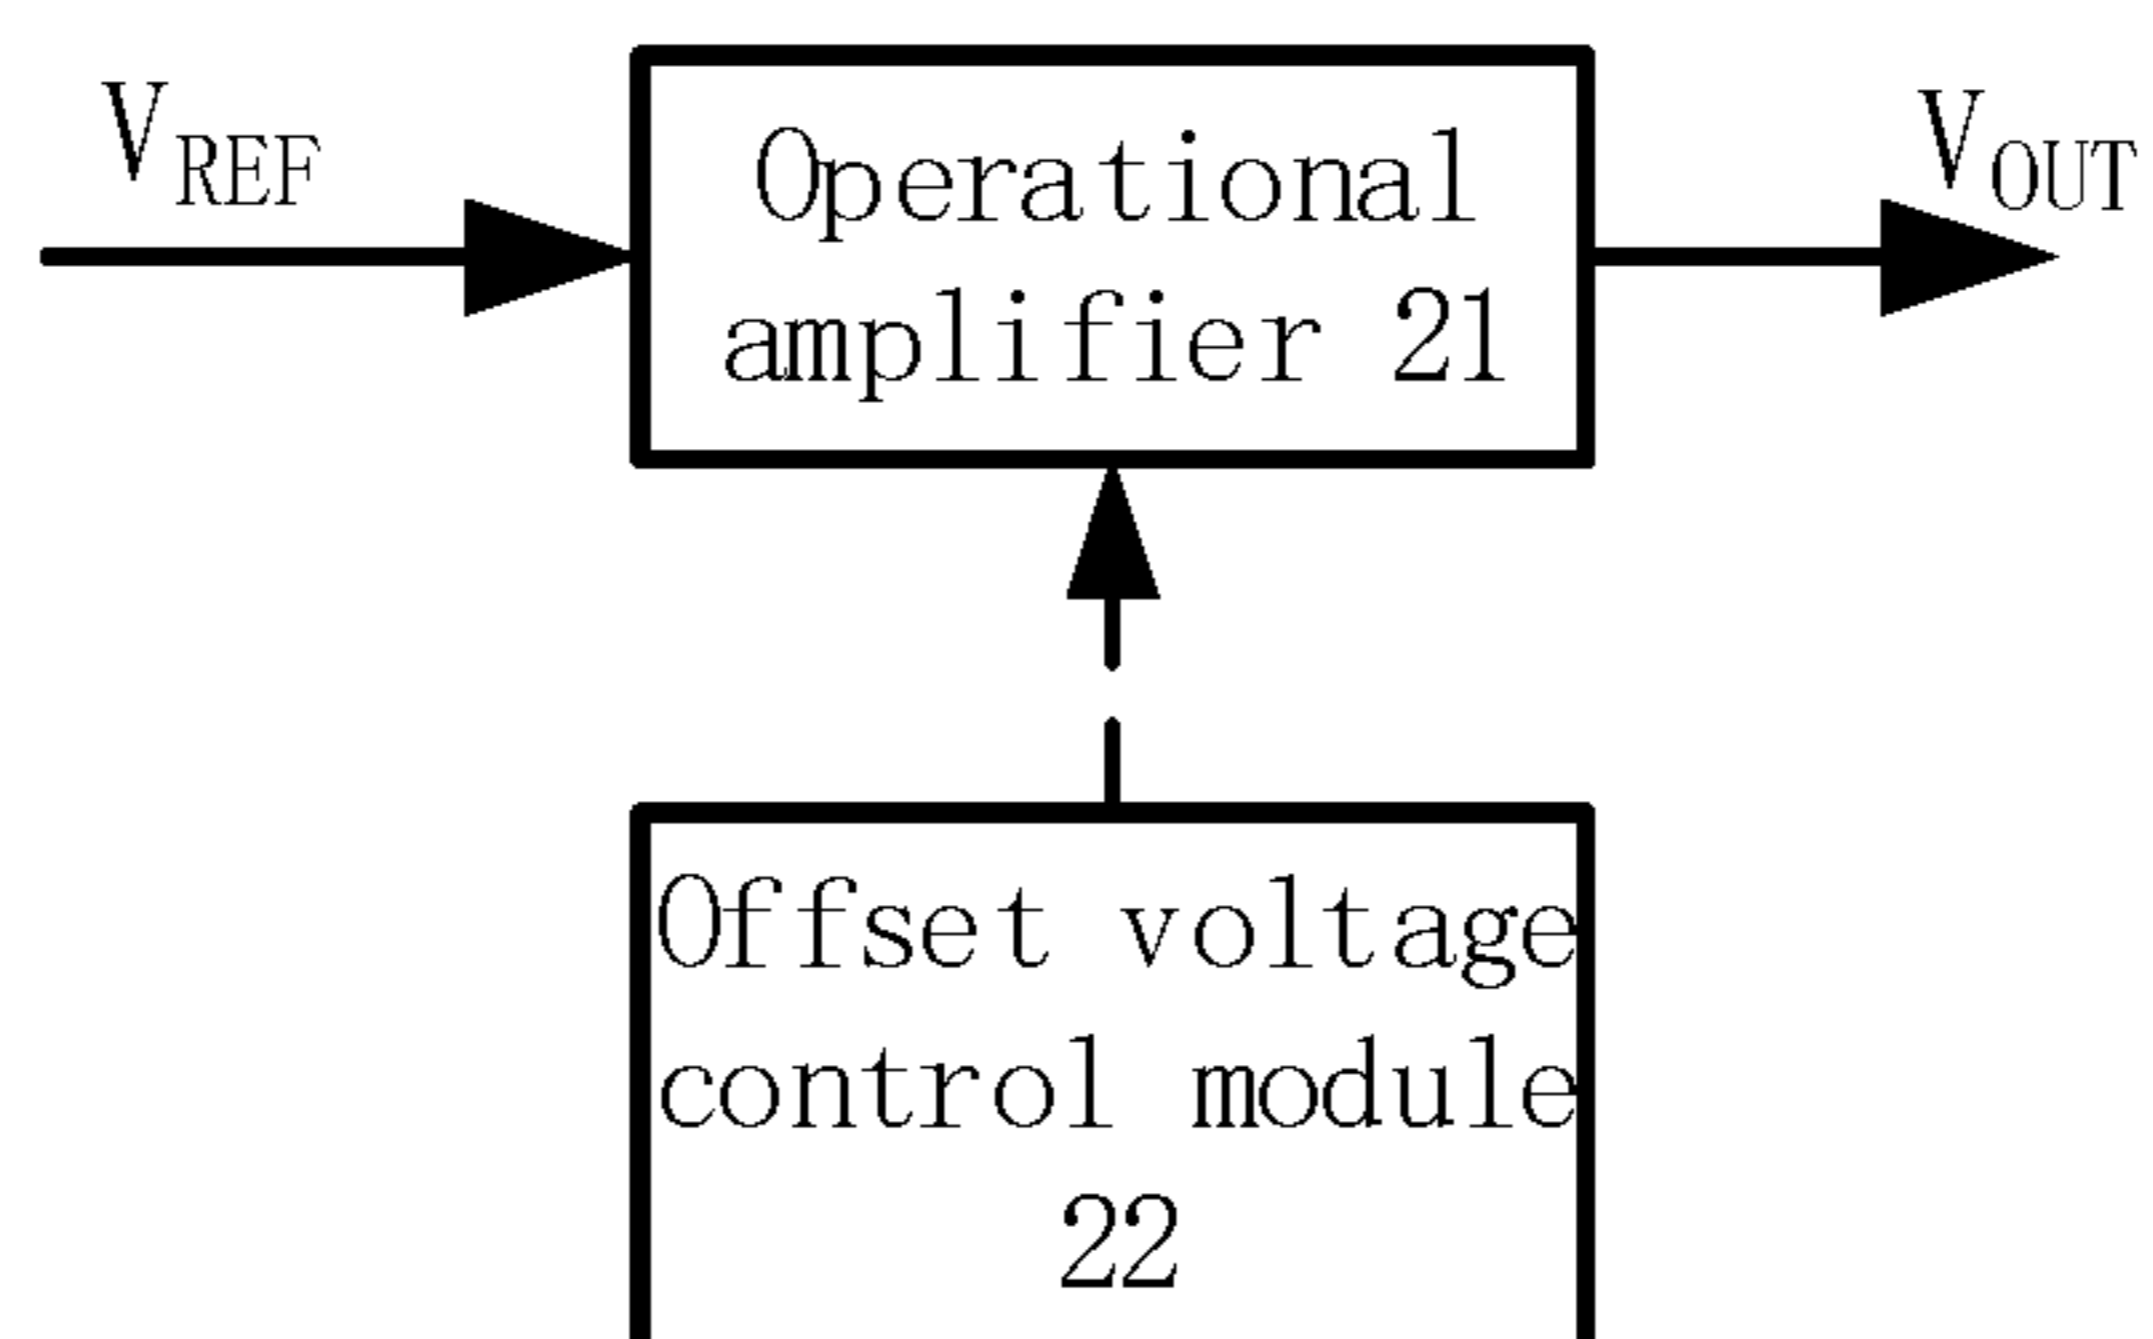 VREF
Operational
amplifier 21
VOUT
Offset voltage
control module
22